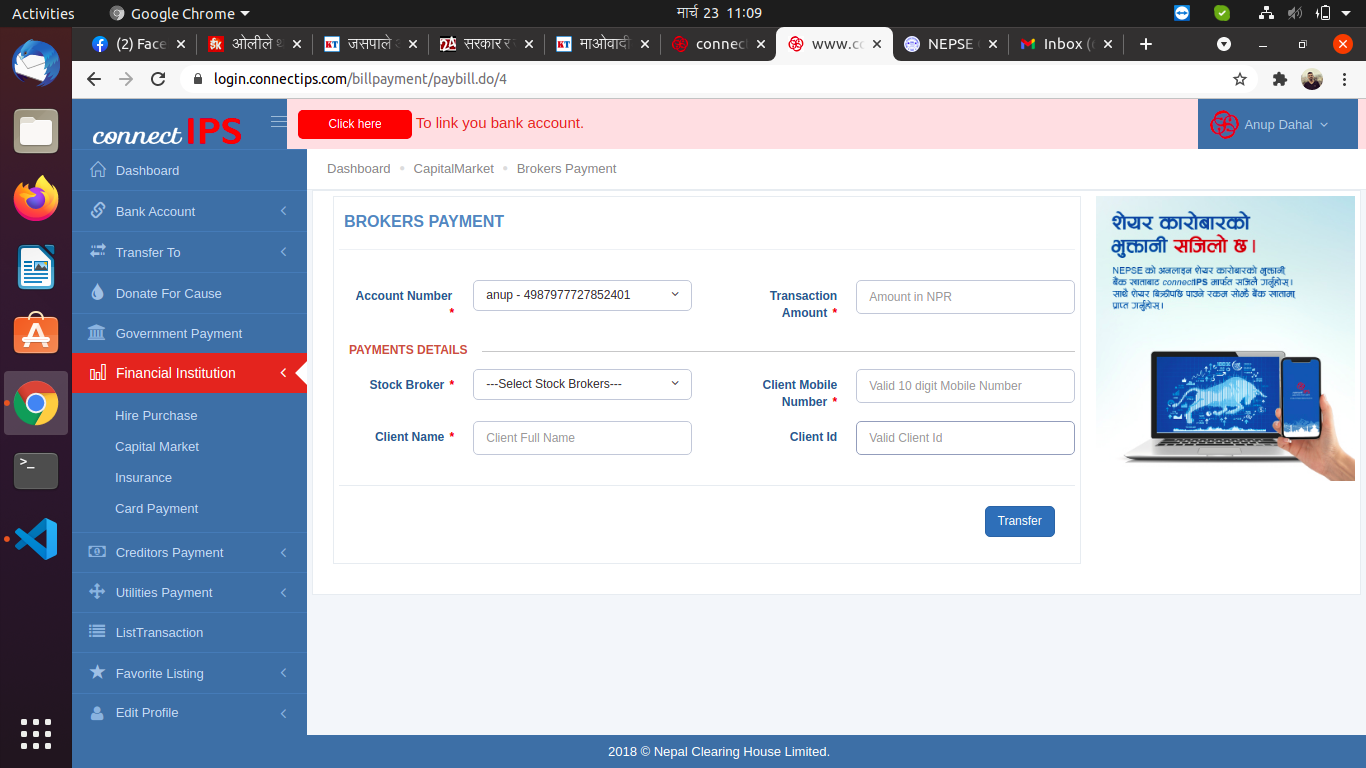 Activities
Google Chrome
मार्च 23 11:09
(2) Face
ओलीले
जसपाले
सरकार र
माओवादी
connec
www.cc
NEPSE
Inbox (
login.connectips.com/billpayment/paybill.do/4
connectIPS
Click here
To link you bank account.
Anup Dahal
Dashboard
Bank Account
Transfer To
Donate For Cause
Government Payment
Financial Institution
Hire Purchase
Capital Market
Insurance
Card Payment
Creditors Payment
Utilities Payment
ListTransaction
Favorite Listing
Edit Profile
Dashboard • CapitalMarket • Brokers Payment
BROKERS PAYMENT
Account Number *
anup - 4987977727852401
Transaction
Amount *
Amount in NPR
PAYMENTS DETAILS
Stock Broker *
---Select Stock Brokers---
Client Mobile
Number *
Valid 10 digit Mobile Number
Client Name *
Client Full Name
Client Id
Valid Client Id
Transfer
शेयर कारोबारको
भुक्तानी सजिलो छ।
NEPSE को अनलाइन शेयर कारोबारको भुक्तानी
बैंक खाताबाट connectIPS मार्फत सजिलै गर्नुहोस्।
साथै शेयर बिक्रीपछि पाउने रकम सोझै बैंक खातामा
प्राप्त गर्नुहोस्।
2018 © Nepal Clearing House Limited.